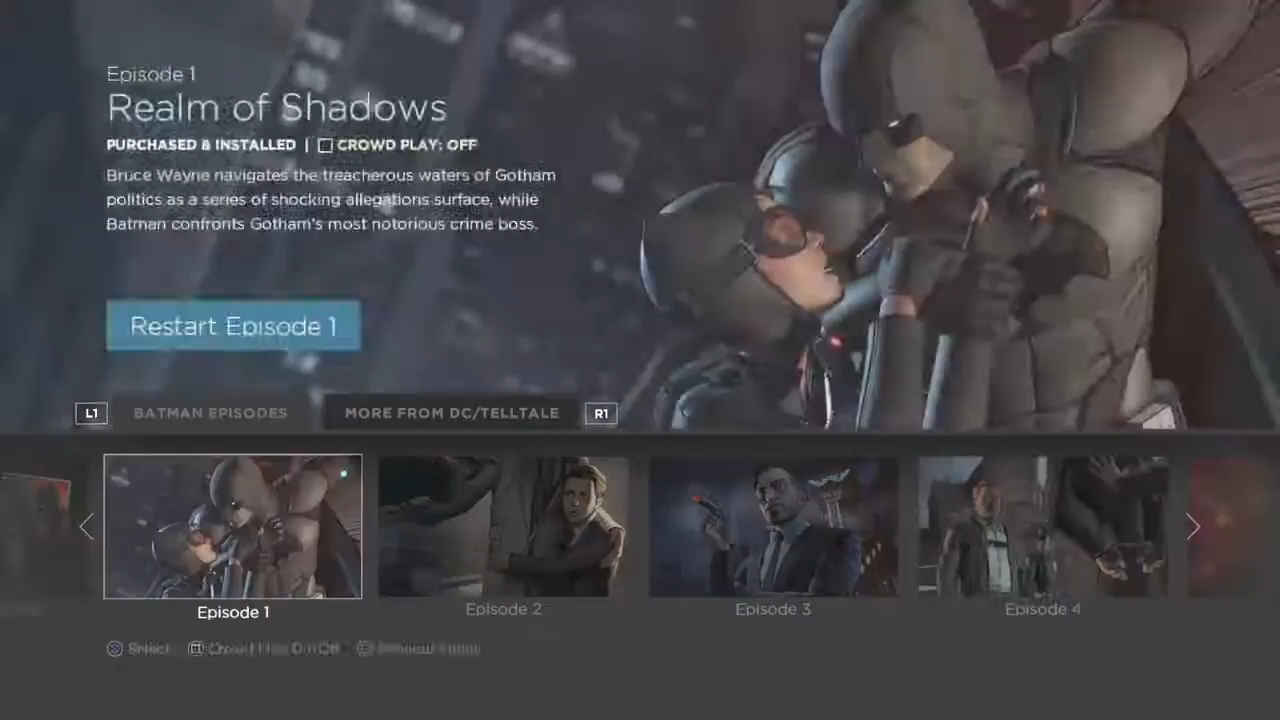 Episode 1
Realm of Shadows
PURCHASED & INSTALLED | CROWD PLAY: OFF
Bruce Wayne navigates the treacherous waters of Gotham
politics as a series of shocking allegations surface, while
Batman confronts Gotham's most notorious crime boss.
Restart Episode 1
L1 BATMAN EPISODES MORE FROM DC/TELLTALE R1
Episode 1 Episode 2 Episode 3 Episode 4
Select